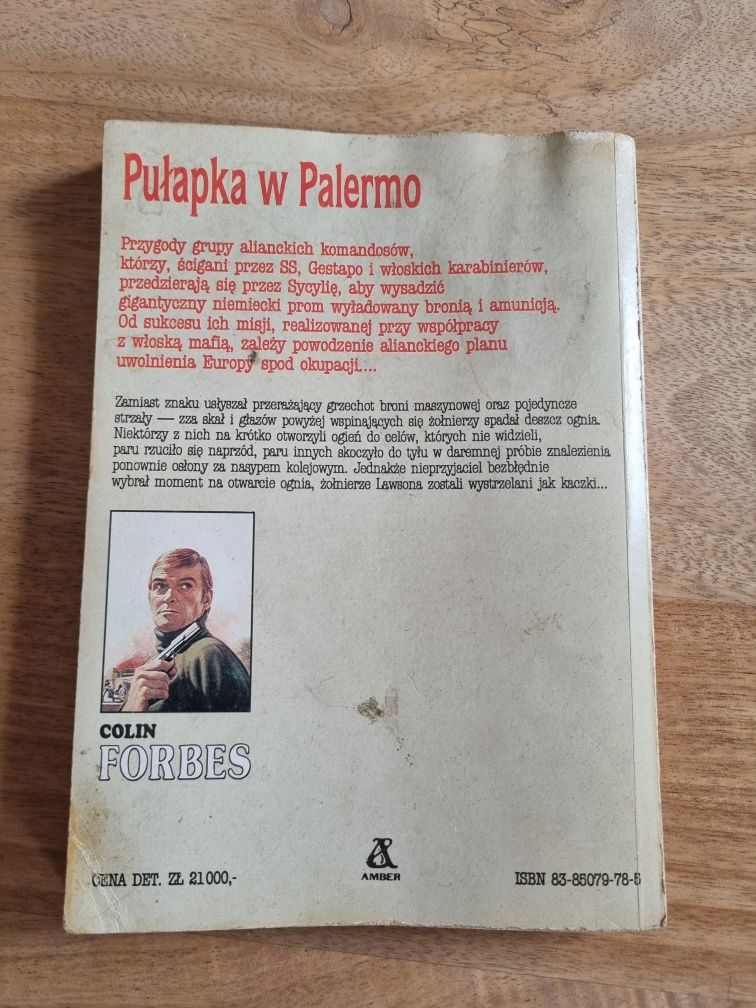 Pułapka w Palermo
Przygody grupy alianckich komandosów,
którzy, ścigani przez SS, Gestapo i włoskich karabinierów,
przedzierają się przez Sycylię, aby wysadzić
gigantyczny niemiecki prom wyładowany bronią i amunicją.
Od sukcesu ich misji, realizowanej przy współpracy
z włoską mafią, zależy powodzenie alianckiego planu
uwolnienia Europy spod okupacji....
Zamiast znaku usłyszał przerażający grzechot broni maszynowej oraz pojedyncze
strzały — zza skał i głazów powyżej wspinających się żołnierzy spadał deszcz ognia.
Niektórzy z nich na krótko otworzyli ogień do celów, których nie widzieli,
paru rzuciło się naprzód, paru innych skoczyło do tyłu w daremnej próbie znalezienia
ponownie osłony za nasypem kolejowym. Jednakże nieprzyjaciel bezbłędnie
wybrał moment na otwarcie ognia, żołnierze Lawsona zostali wystrzelani jak kaczki...
COLIN
FORBES
AMBER
CENA DET. ZŁ 21000,-
ISBN 83-85079-78-5